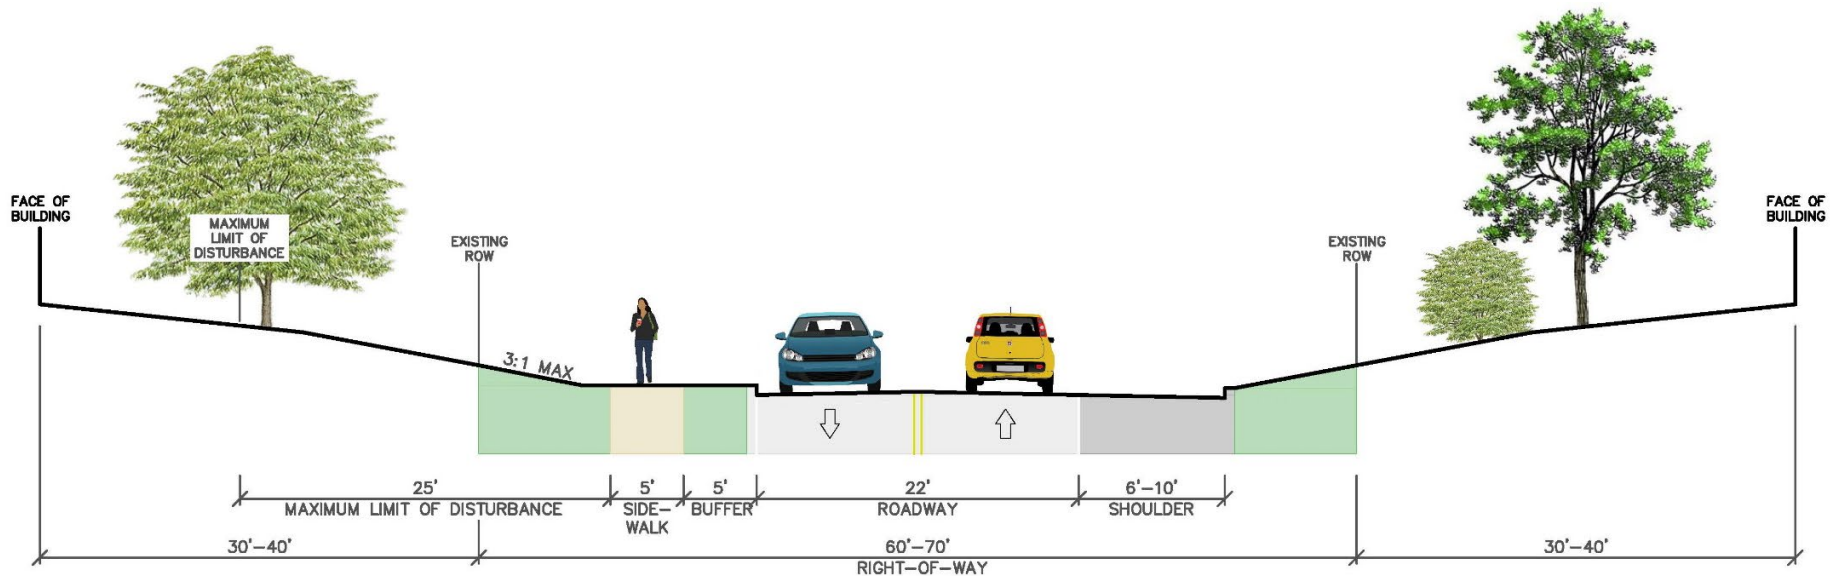 FACE OF
BUILDING
MAXIMUM
LIMIT OF
DISTURBANCE
EXISTING
ROW
3:1 MAX
EXISTING
ROW
FACE OF
BUILDING
25'
MAXIMUM LIMIT OF DISTURBANCE
5'
SIDE-
WALK
5'
BUFFER
22'
ROADWAY
6'-10'
SHOULDER
30'-40'
60'-70'
RIGHT-OF-WAY
30'-40'